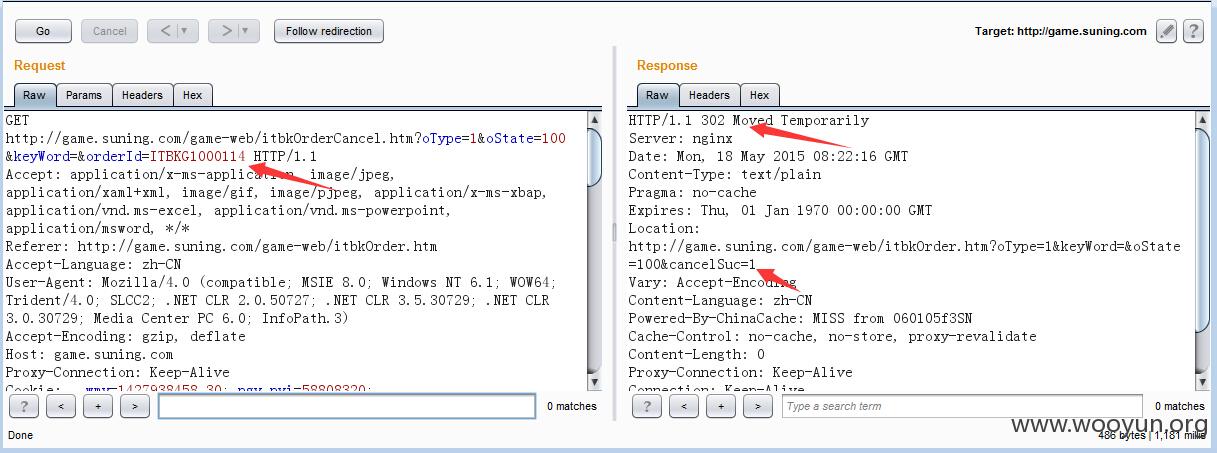 Go Cancel < > Follow redirection Target: http://game.suning.com ?
Request
Raw Params Headers Hex
GET
http://game.suning.com/game-web/itbkOrderCancel.htm?oType=1&oState=100
&keyWord=&orderId=ITBKG1000114 HTTP/1.1
Accept: application/x-ms-application, image/jpeg,
application/xaml+xml, image/gif, image/pjpeg, application/x-ms-xbap,
application/vnd.ms-excel, application/vnd.ms-powerpoint,
application/msword, */*
Referer: http://game.suning.com/game-web/itbkOrder.htm
Accept-Language: zh-CN
User-Agent: Mozilla/4.0 (compatible; MSIE 8.0; Windows NT 6.1; WOW64;
Trident/4.0; SLCC2; .NET CLR 2.0.50727; .NET CLR 3.5.30729; .NET CLR
3.0.30729; Media Center PC 6.0; InfoPath.3)
Accept-Encoding: gzip, deflate
Host: game.suning.com
Proxy-Connection: Keep-Alive
? < + > 0 matches
Response
Raw Headers Hex
HTTP/1.1 302 Moved Temporarily
Server: nginx
Date: Mon, 18 May 2015 08:22:16 GMT
Content-Type: text/plain
Pragma: no-cache
Expires: Thu, 01 Jan 1970 00:00:00 GMT
Location:
http://game.suning.com/game-web/itbkOrder.htm?oType=1&keyWord=&oState
=100&cancelSuc=1
Vary: Accept-Encoding
Content-Language: zh-CN
Powered-By-ChinaCache: MISS from 060105f3SN
Cache-Control: no-cache, no-store, proxy-revalidate
Content-Length: 0
Proxy-Connection: Keep-Alive
Connection: Keep-Alive
? < + > Type a search term 0 matches
Done
www.wooyun.org
486 bytes | 1,181 millis